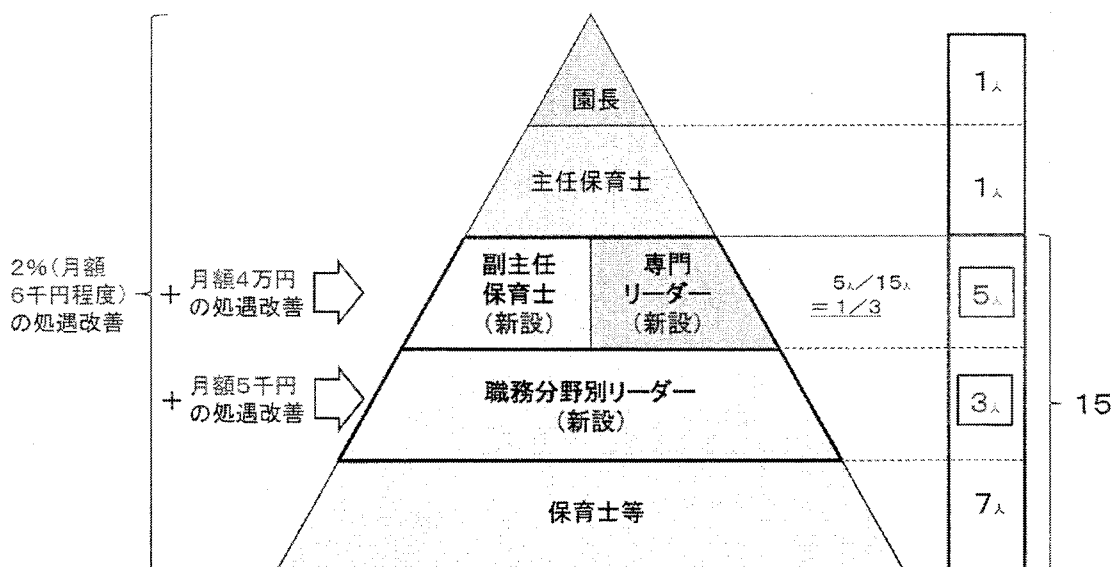 園長
1人
主任保育士
1人
2%(月額
6千円程度)
の処遇改善
+
月額4万円
の処遇改善
副主任
保育士
(新設)
専門
リーダー
(新設)
5人/15人
=1/3
5人
+
月額5千円
の処遇改善
職務分野別リーダー
(新設)
3人
15
保育士等
7人